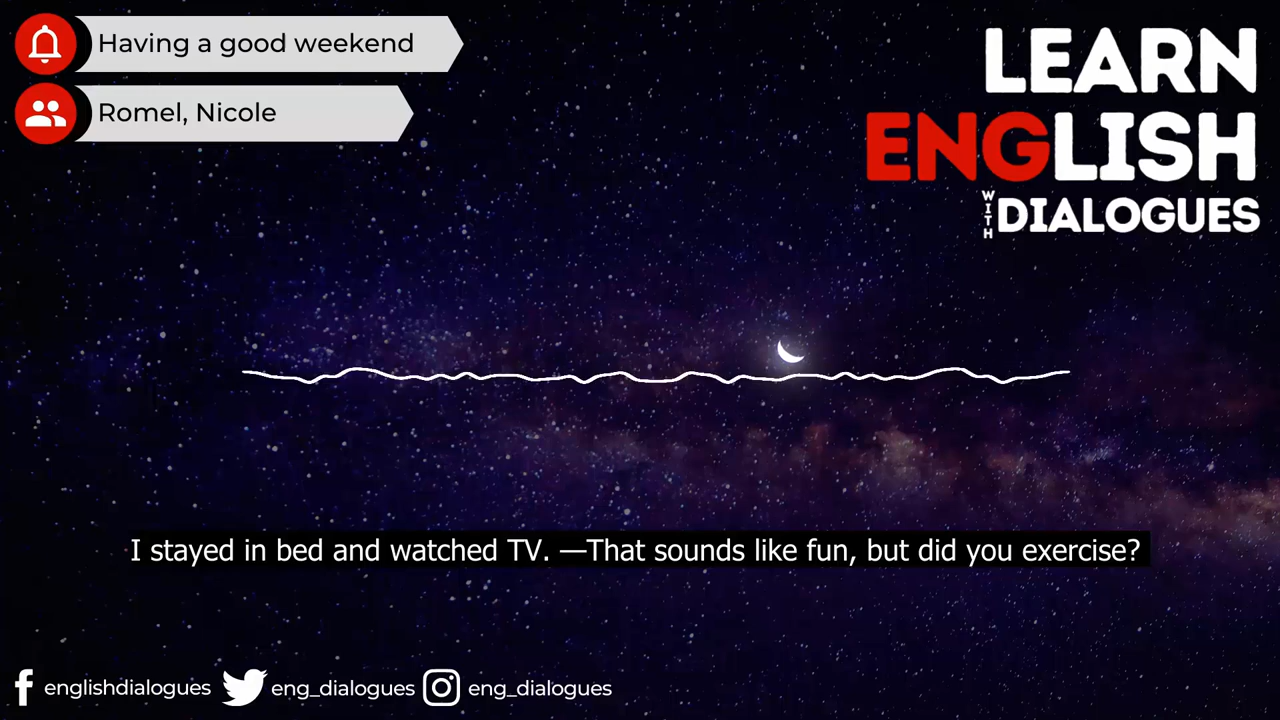 Having a good weekend
Romel, Nicole
LEARN
ENGLISH
WITH DIALOGUES
I stayed in bed and watched TV. —That sounds like fun, but did you exercise?
englishdialogues eng_dialogues eng_dialogues